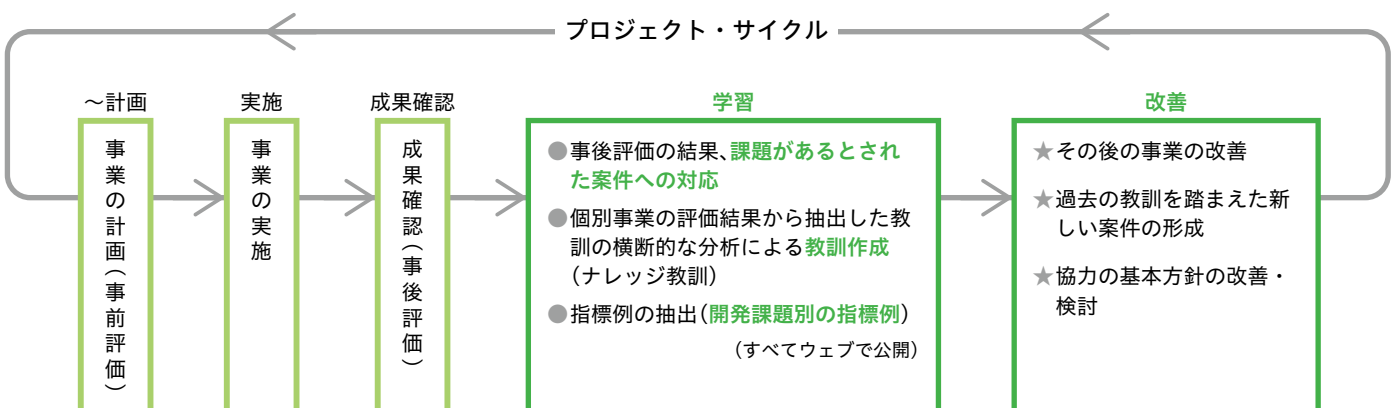 プロジェクト・サイクル
～計画
事業の計画（事前評価）
実施
事業の実施
成果確認
成果確認（事後評価）
学習
●事後評価の結果、課題があるとされ
た案件への対応
●個別事業の評価結果から抽出した教
訓の横断的な分析による教訓作成
（ナレッジ教訓）
●指標例の抽出（開発課題別の指標例）
（すべてウェブで公開）
改善
★その後の事業の改善
★過去の教訓を踏まえた新
しい案件の形成
★協力の基本方針の改善・
検討